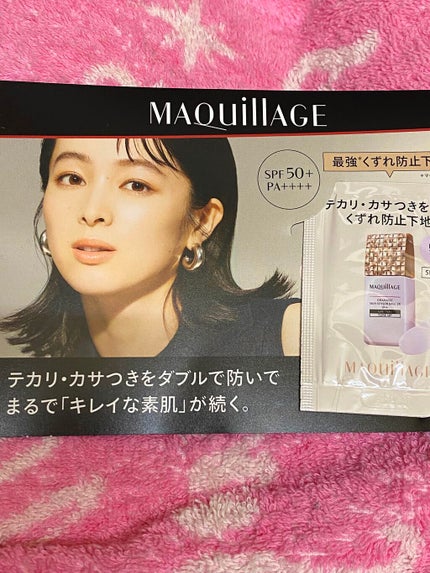 MAQuillAGE
SPF50+
PA++++
最強*くずれ防止下
テカリ・カサつきを
くずれ防止下地
MAQuillAGE
MAQuillAGE
テカリ・カサつきをダブルで防いで
まるで「キレイな素肌」が続く。